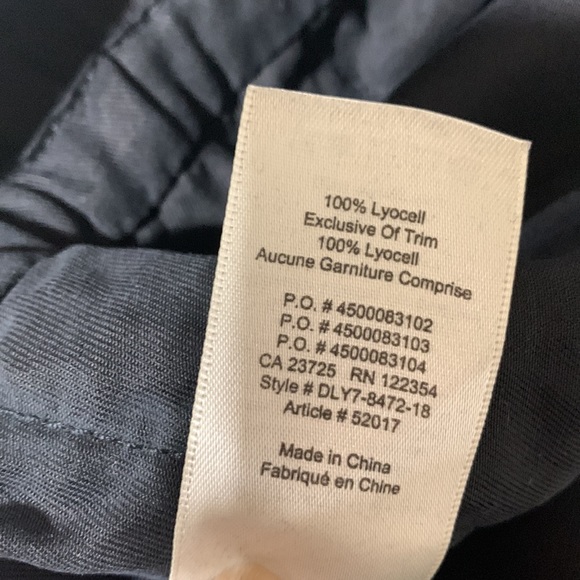 100% Lyocell
Exclusive Of Trim
100% Lyocell
Aucune Garniture Comprise
P.O. # 4500083102
P.O. # 4500083103
P.O. # 4500083104
CA 23725 RN 122354
Style # DLY7-8472-18
Article # 52017
Made in China
Fabriqué en Chine